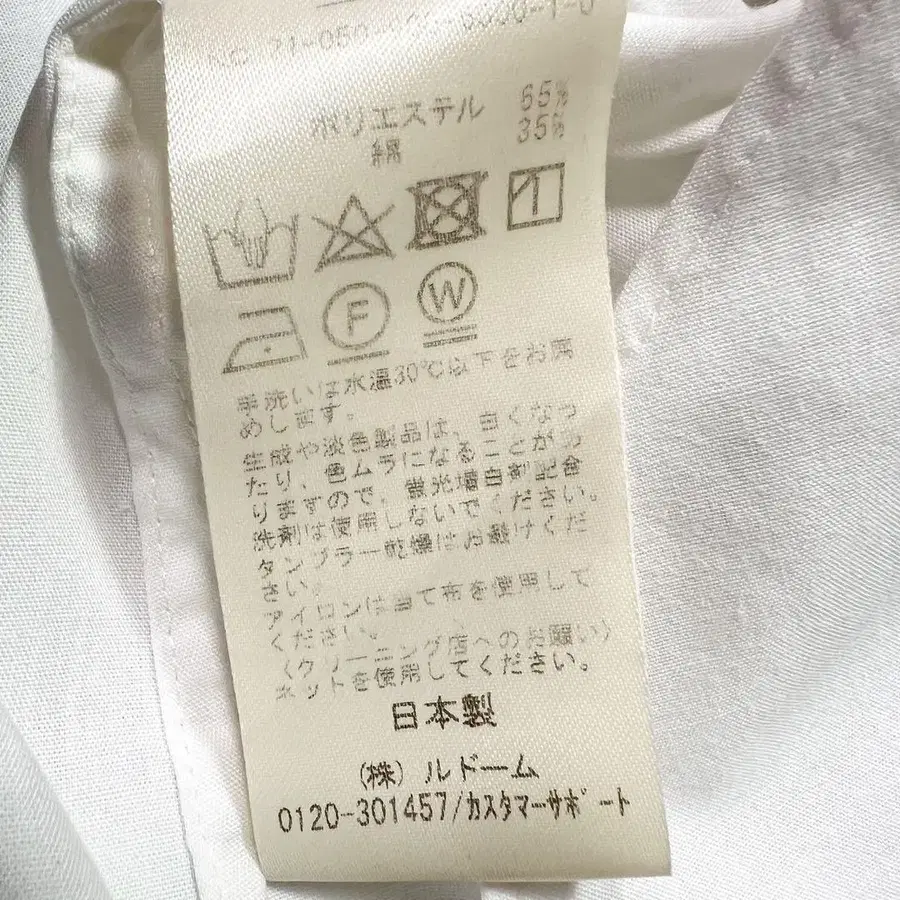 ポリエステル 65%
綿 35%
F W
手洗いは水温30℃以下をお薦
めします。
生成や淡色製品は、白くなっ
たり、色ムラになることがあ
りますので、蛍光増白剤配合
洗剤は使用しないでください。
タンブラー乾燥はお避けくだ
さい。
アイロンは当て布を使用して
ください。
〈クリーニング店へのお願い〉
ネットを使用してください。
日本製
(株) ルドーム
0120-301457/カスタマーサポート